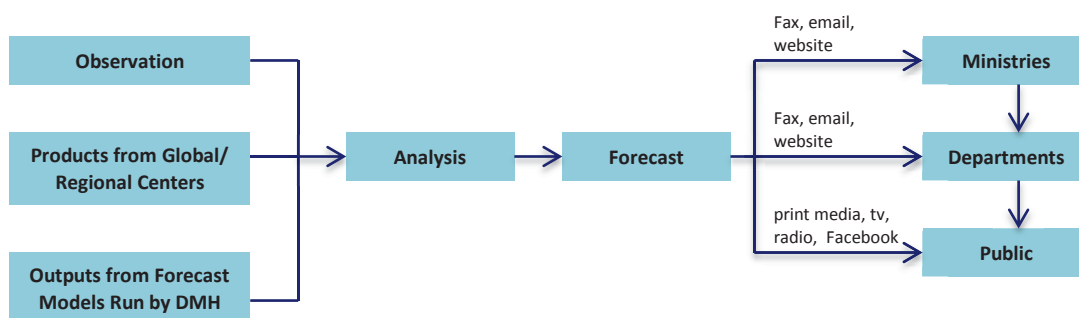 Observation
Products from Global/
Regional Centers
Outputs from Forecast
Models Run by DMH
Analysis
Forecast
Fax, email,
website
Ministries
Fax, email,
website
Departments
print media, tv,
radio, Facebook
Public